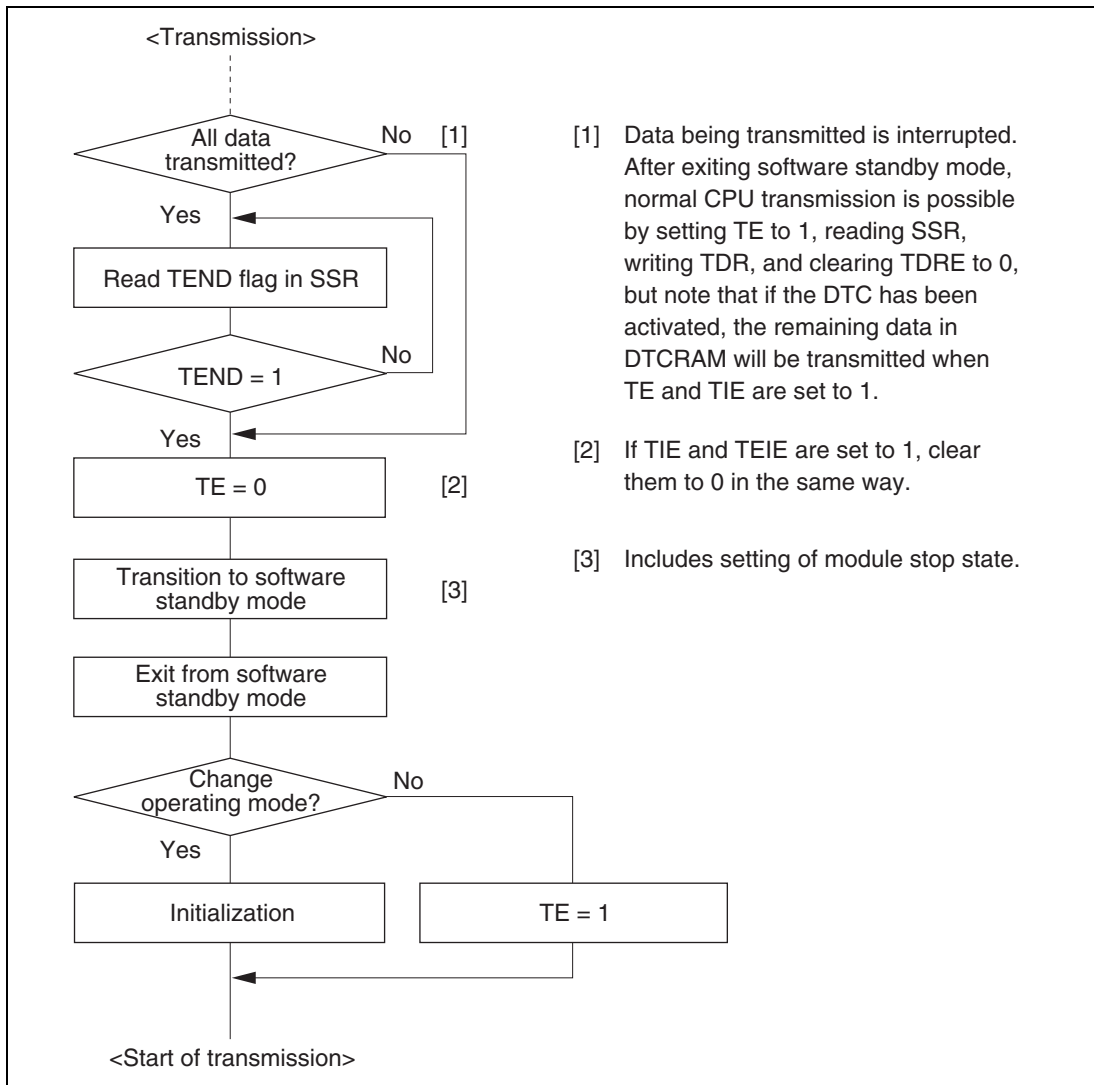 <Transmission>
All data
transmitted?
No
[1]
Yes
Read TEND flag in SSR
TEND = 1
No
Yes
TE = 0
[2]
Transition to software
standby mode
[3]
Exit from software
standby mode
Change
operating mode?
No
Yes
Initialization
TE = 1
<Start of transmission>
[1] Data being transmitted is interrupted.
After exiting software standby mode,
normal CPU transmission is possible
by setting TE to 1, reading SSR,
writing TDR, and clearing TDRE to 0,
but note that if the DTC has been
activated, the remaining data in
DTCRAM will be transmitted when
TE and TIE are set to 1.
[2] If TIE and TEIE are set to 1, clear
them to 0 in the same way.
[3] Includes setting of module stop state.